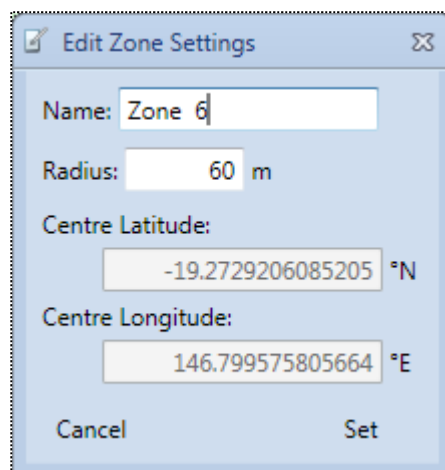 Edit Zone Settings
Name: Zone 6
Radius: 60 m
Centre Latitude:
-19.2729206085205 °N
Centre Longitude:
146.799575805664 °E
Cancel Set